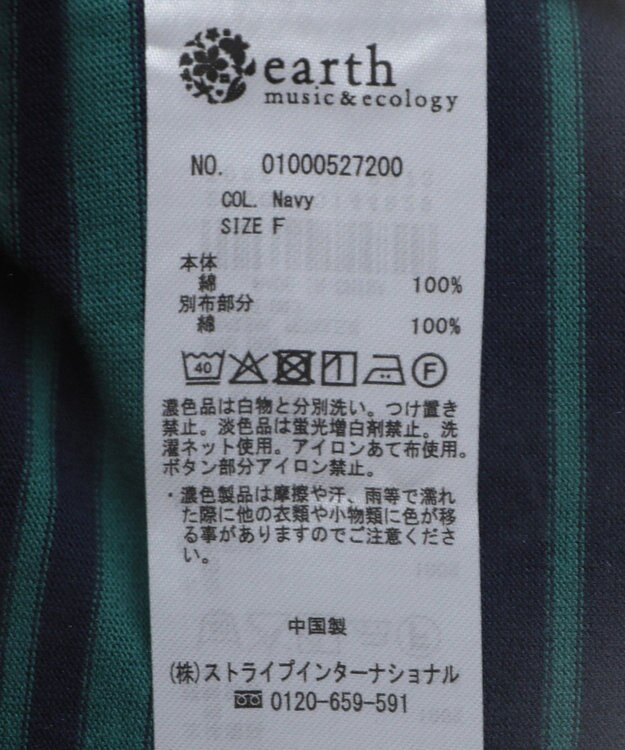 earth
music&ecology
NO. 01000527200
COL. Navy
SIZE F
本体
綿 100%
別布部分
綿 100%
40 F
濃色品は白物と分別洗い。つけ置き
禁止。淡色品は蛍光増白剤禁止。洗
濯ネット使用。アイロンあて布使用。
ボタン部分アイロン禁止。
・濃色製品は摩擦や汗、雨等で濡れ
た際に他の衣類や小物類に色が移
る事がありますのでご注意くださ
い。
中国製
(株)ストライプインターナショナル
0120-659-591